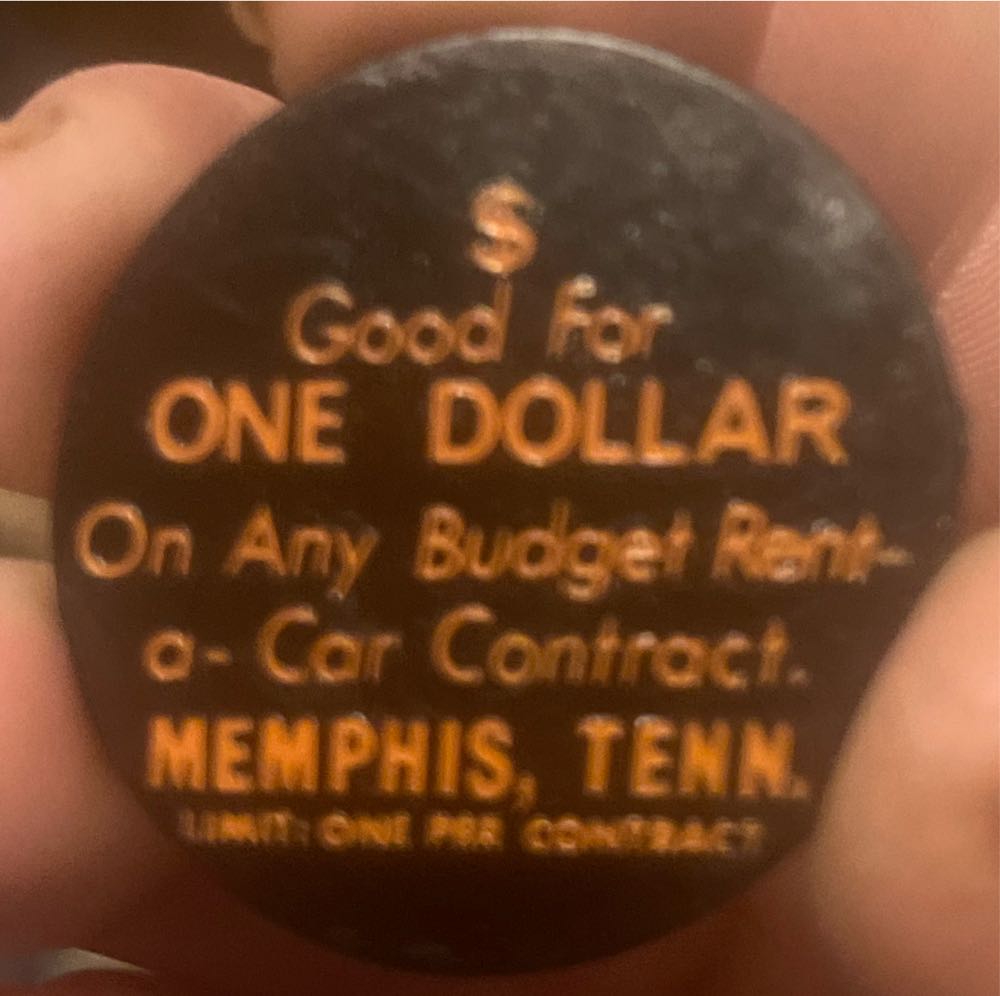 $
Good For
ONE DOLLAR
On Any Budget Rent-
a- Car Contract.
MEMPHIS, TENN.
LIMIT: ONE PER CONTRACT